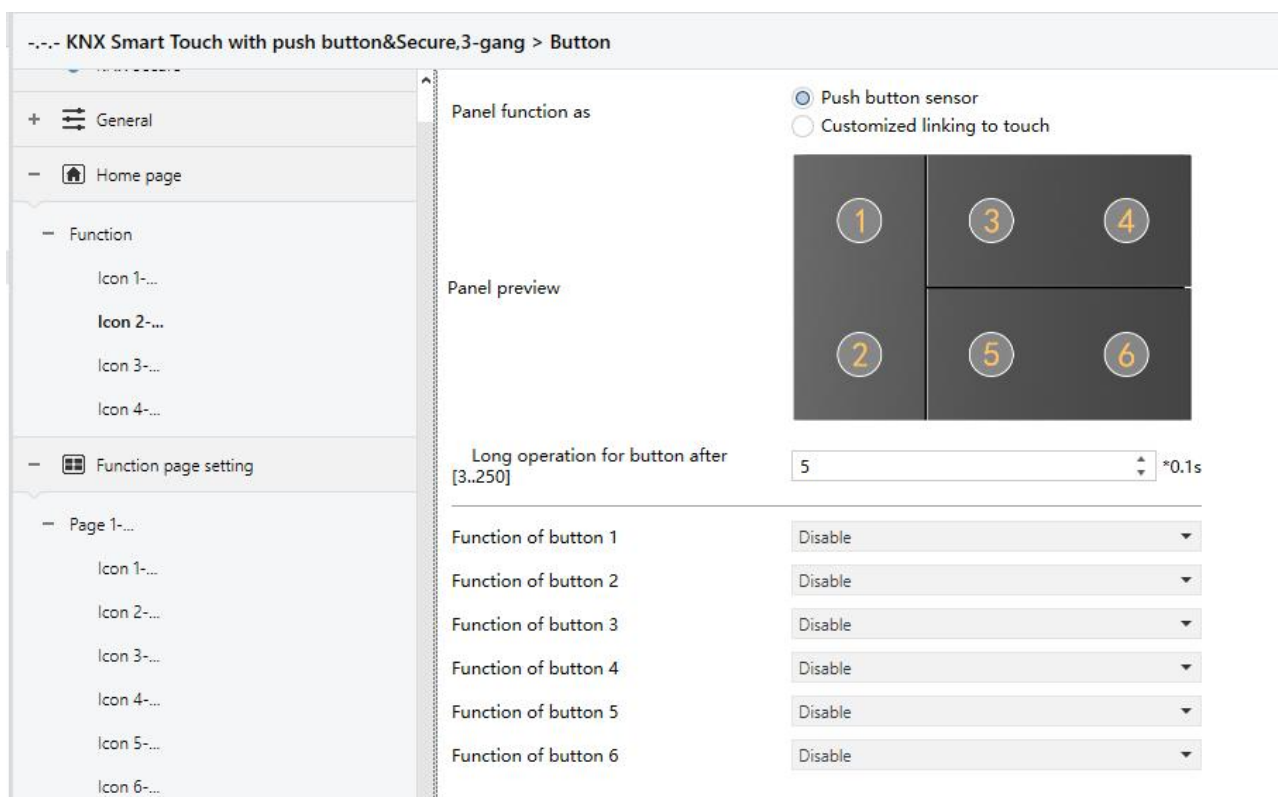 -.-.- KNX Smart Touch with push button&Secure,3-gang > Button
General
Home page
Function
Icon 1-...
Icon 2-...
Icon 3-...
Icon 4-...
Function page setting
Page 1-...
Icon 1-...
Icon 2-...
Icon 3-...
Icon 4-...
Icon 5-...
Icon 6-...
Panel function as
Push button sensor
Customized linking to touch
Panel preview
1 3 4
2 5 6
Long operation for button after
[3..250]
5 *0.1s
Function of button 1 Disable
Function of button 2 Disable
Function of button 3 Disable
Function of button 4 Disable
Function of button 5 Disable
Function of button 6 Disable